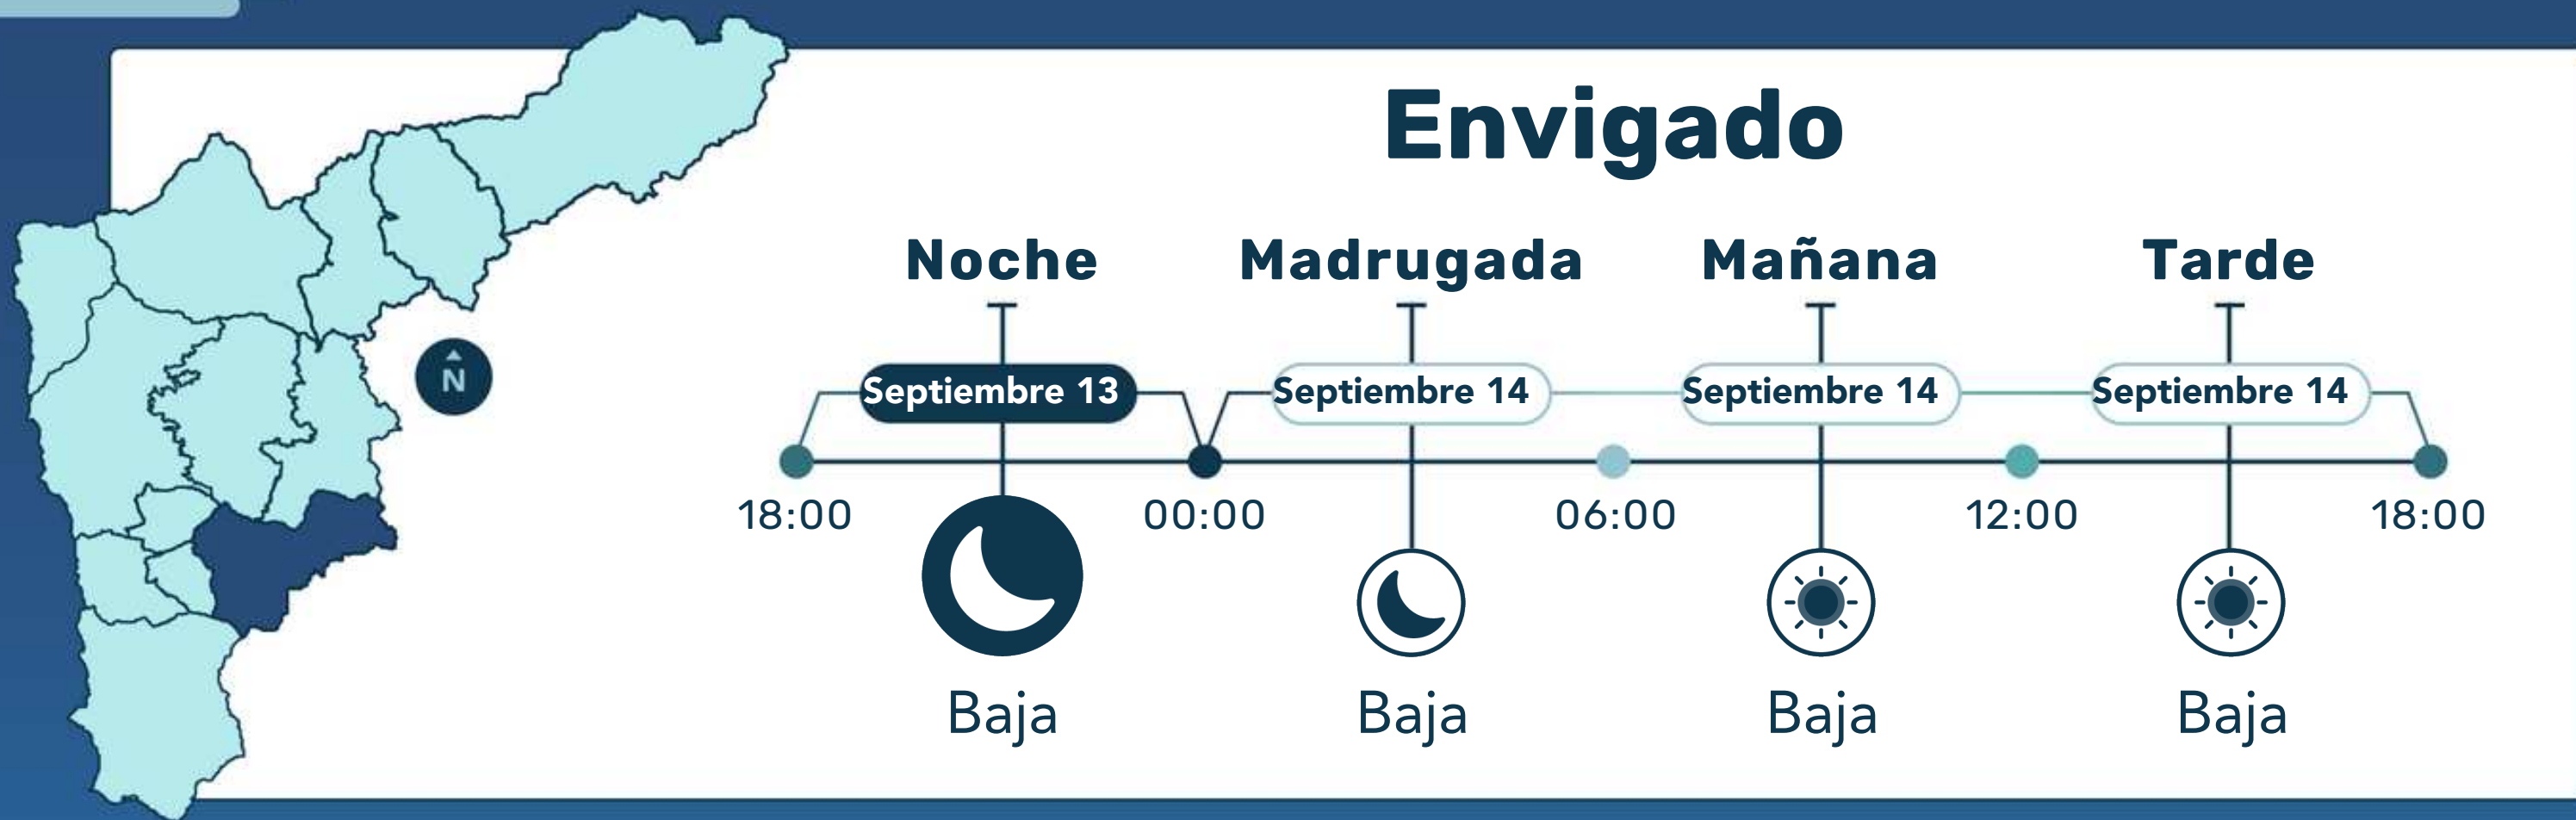 Envigado
Noche Madrugada Mañana Tarde
Septiembre 13 Septiembre 14 Septiembre 14 Septiembre 14
N
18:00 00:00 06:00 12:00 18:00
Baja Baja Baja Baja